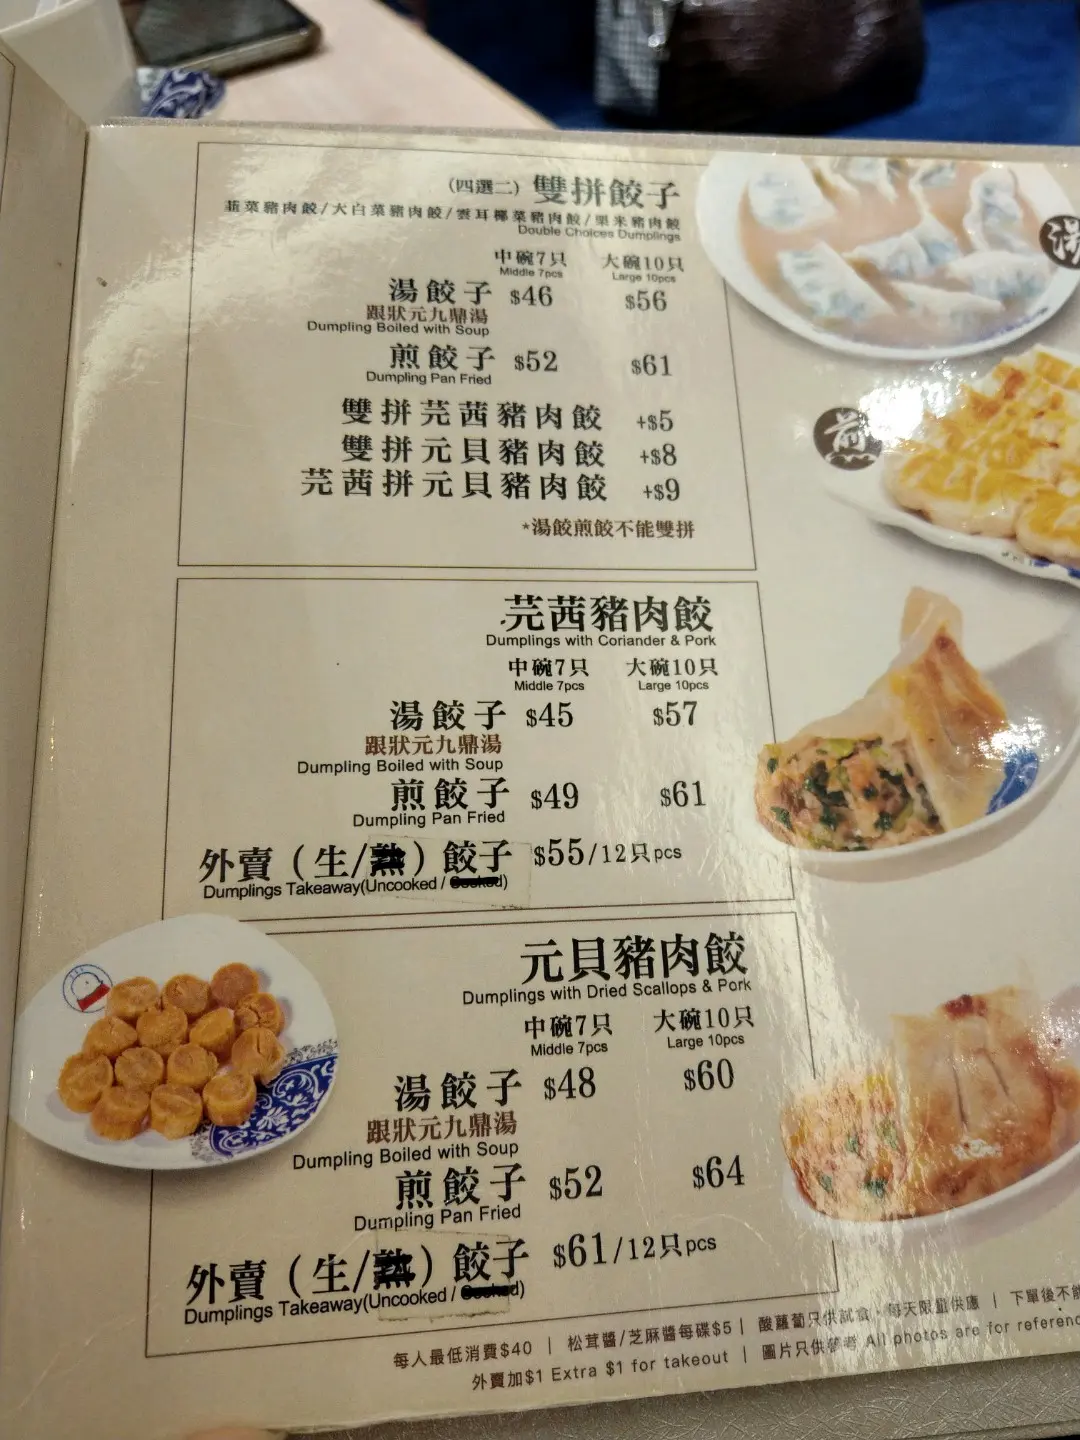 (四選二) 雙拼餃子
韮菜豬肉餃/大白菜豬肉餃/雲耳椰菜豬肉餃/粟米豬肉餃
Double Choices Dumplings
中碗7只 大碗10只
Middle 7pcs Large 10pcs
湯餃子 $46 $56
跟狀元九鼎湯
Dumpling Boiled with Soup
煎餃子 $52 $61
Dumpling Pan Fried
雙拼芫茜豬肉餃 +$5
雙拼元貝豬肉餃 +$8
芫茜拼元貝豬肉餃 +$9
*湯餃煎餃不能雙拼
湯
煎
芫茜豬肉餃
Dumplings with Coriander & Pork
中碗7只 大碗10只
Middle 7pcs Large 10pcs
湯餃子 $45 $57
跟狀元九鼎湯
Dumpling Boiled with Soup
煎餃子 $49 $61
Dumpling Pan Fried
外賣（生/熟）餃子 $55/12只pcs
Dumplings Takeaway(Uncooked / Cooked)
元貝豬肉餃
Dumplings with Dried Scallops & Pork
中碗7只 大碗10只
Middle 7pcs Large 10pcs
湯餃子 $48 $60
跟狀元九鼎湯
Dumpling Boiled with Soup
煎餃子 $52 $64
Dumpling Pan Fried
外賣（生/熟）餃子 $61/12只pcs
Dumplings Takeaway(Uncooked / Cooked)
每人最低消費$40 | 松茸醬/芝麻醬每碟$5 | 酸蘿蔔只供試食，每天限量供應 | 下單後不能
外賣加$1 Extra $1 for takeout | 圖片只供參考 All photos are for referenc